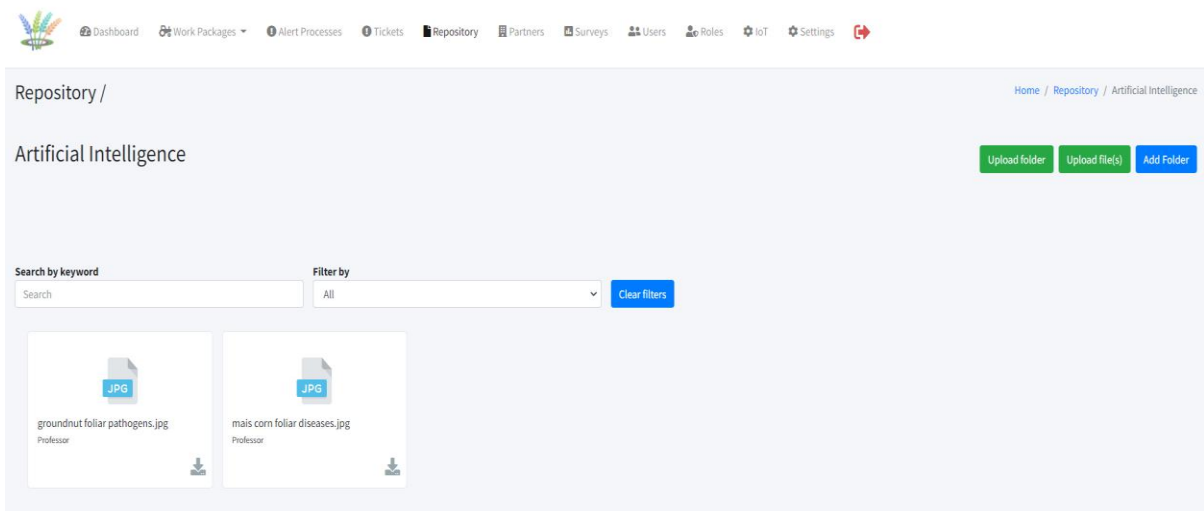 Dashboard Work Packages Alert Processes Tickets Repository Partners Surveys Users Roles IoT Settings
Repository /
Home / Repository / Artificial Intelligence
Artificial Intelligence
Upload folder Upload file(s) Add Folder
Search by keyword Filter by
Search All Clear filters
JPG JPG
groundnut foliar pathogens.jpg mais corn foliar diseases.jpg
Professor Professor